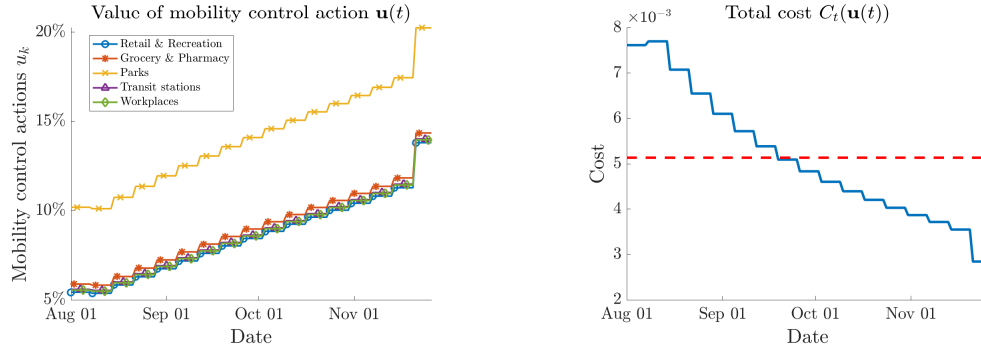 Value of mobility control action u(t)
Mobility control actions u_k
20%
15%
10%
5%
Retail & Recreation
Grocery & Pharmacy
Parks
Transit stations
Workplaces
Aug 01 Sep 01 Oct 01 Nov 01
Date
Total cost C_t(u(t))
×10⁻³
Cost
8
7
6
5
4
3
2
Aug 01 Sep 01 Oct 01 Nov 01
Date